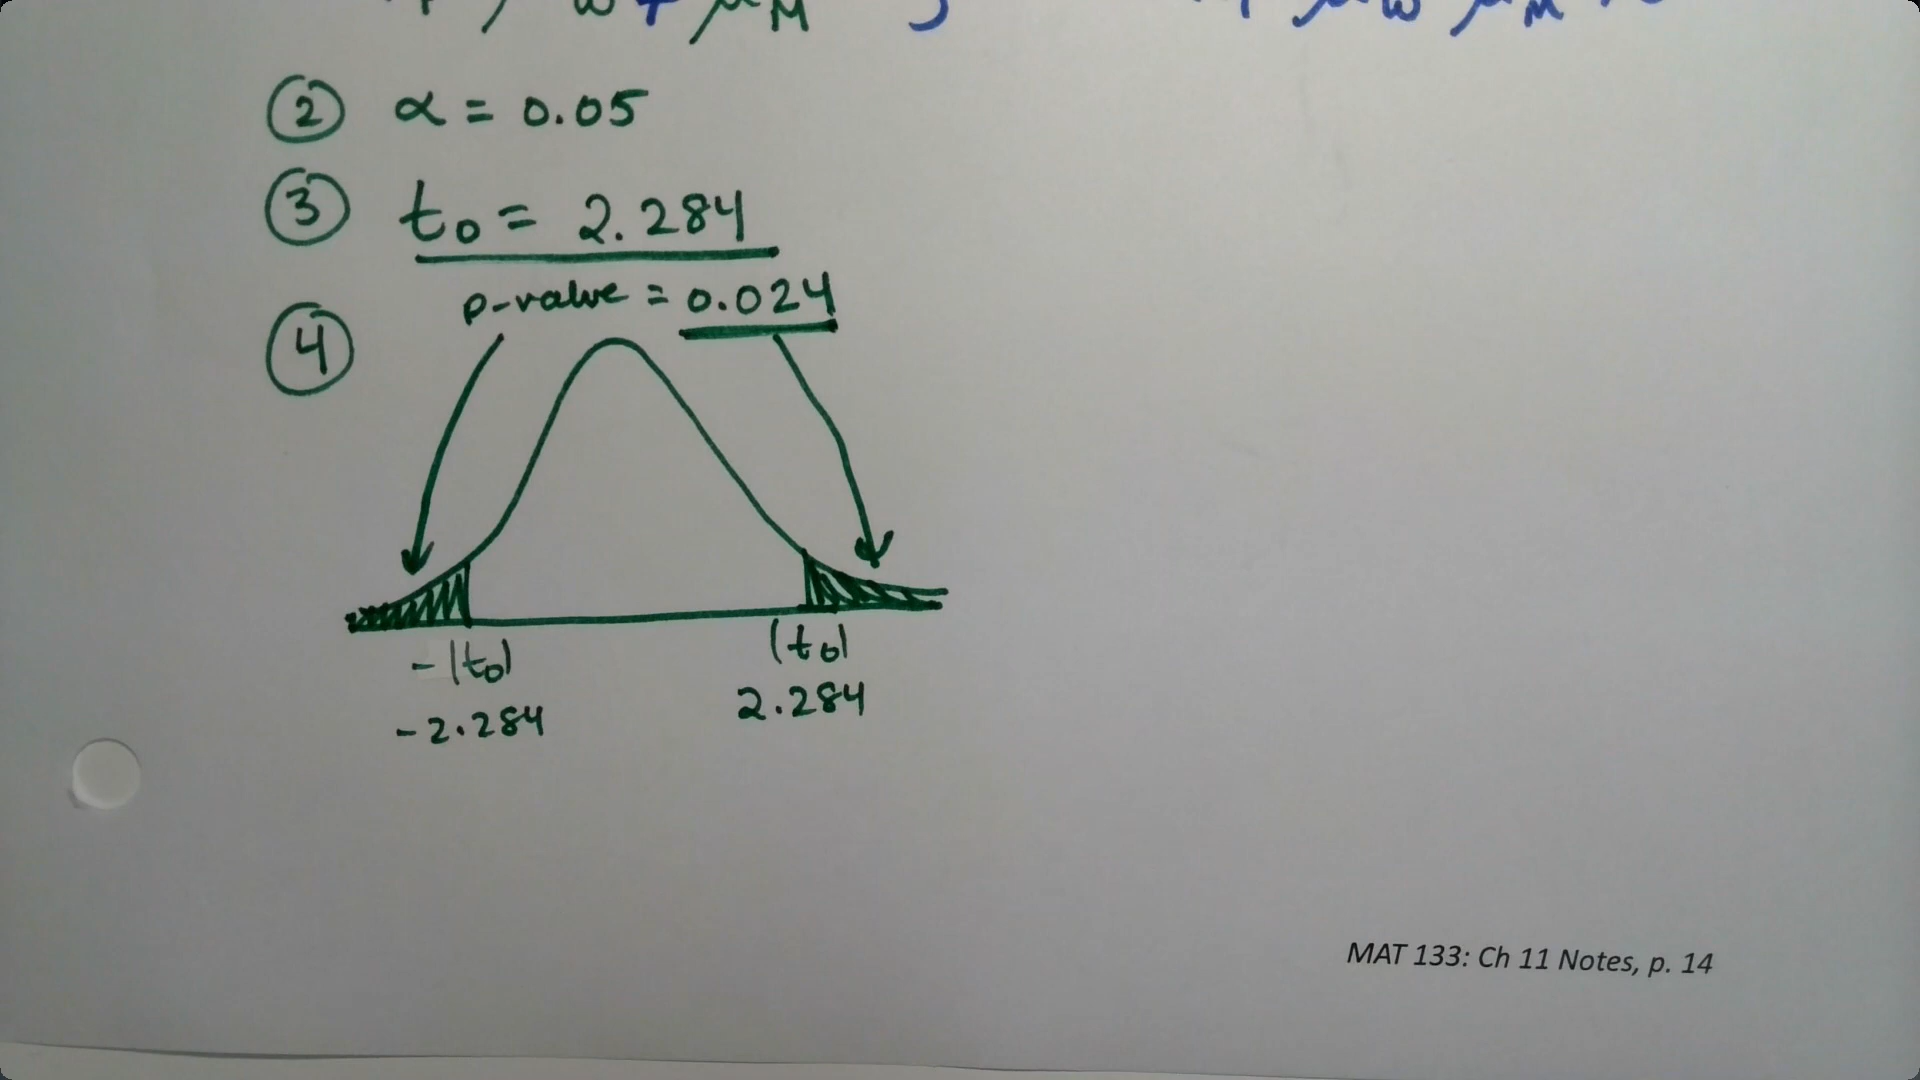 ② α = 0.05
③ t₀ = 2.284
p-value = 0.024
④
-|t₀| |t₀|
-2.284 2.284
MAT 133: Ch 11 Notes, p. 14